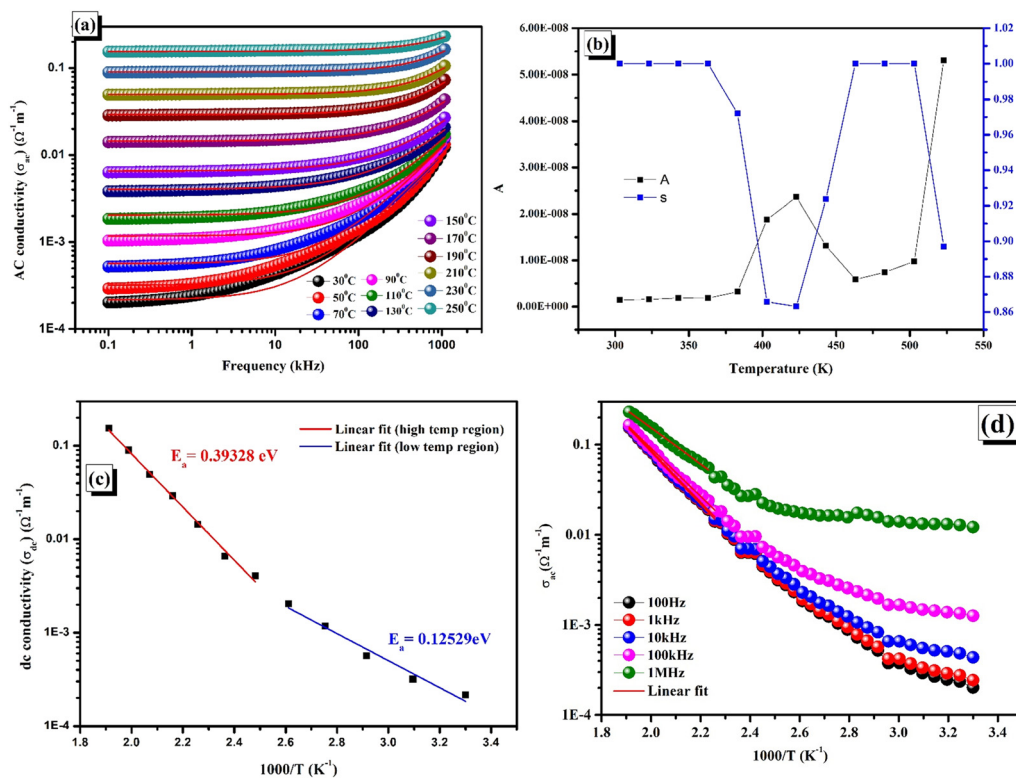 (a)
AC conductivity (σac) (Ω⁻¹m⁻¹)
0.1
0.01
1E-3
1E-4
150⁰C
170⁰C
190⁰C
210⁰C
30⁰C 90⁰C 230⁰C
50⁰C 110⁰C 250⁰C
70⁰C 130⁰C
0.1 1 10 100 1000
Frequency (kHz)
(b)
A
6.00E-008
5.00E-008
4.00E-008
3.00E-008
2.00E-008
1.00E-008
0.00E+000
A
s
1.02
1.00
0.98
0.96
0.94
0.92
0.90
0.88
0.86
300 350 400 450 500 550
Temperature (K)
(c)
dc conductivity (σdc) (Ω⁻¹m⁻¹)
0.1
0.01
1E-3
1E-4
Linear fit (high temp region)
Linear fit (low temp region)
Ea = 0.39328 eV
Ea = 0.12529eV
1.8 2.0 2.2 2.4 2.6 2.8 3.0 3.2 3.4
1000/T (K⁻¹)
(d)
σac(Ω⁻¹m⁻¹)
0.1
0.01
1E-3
1E-4
100Hz
1kHz
10kHz
100kHz
1MHz
Linear fit
1.8 2.0 2.2 2.4 2.6 2.8 3.0 3.2 3.4
1000/T (K⁻¹)